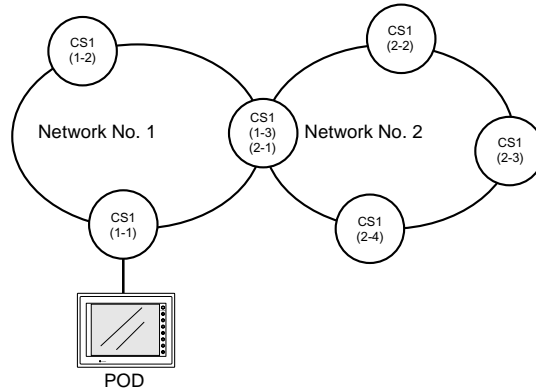 CS1
(1-2)
CS1
(2-2)
Network No. 1
CS1
(1-3)
(2-1)
Network No. 2
CS1
(2-3)
CS1
(1-1)
CS1
(2-4)
POD